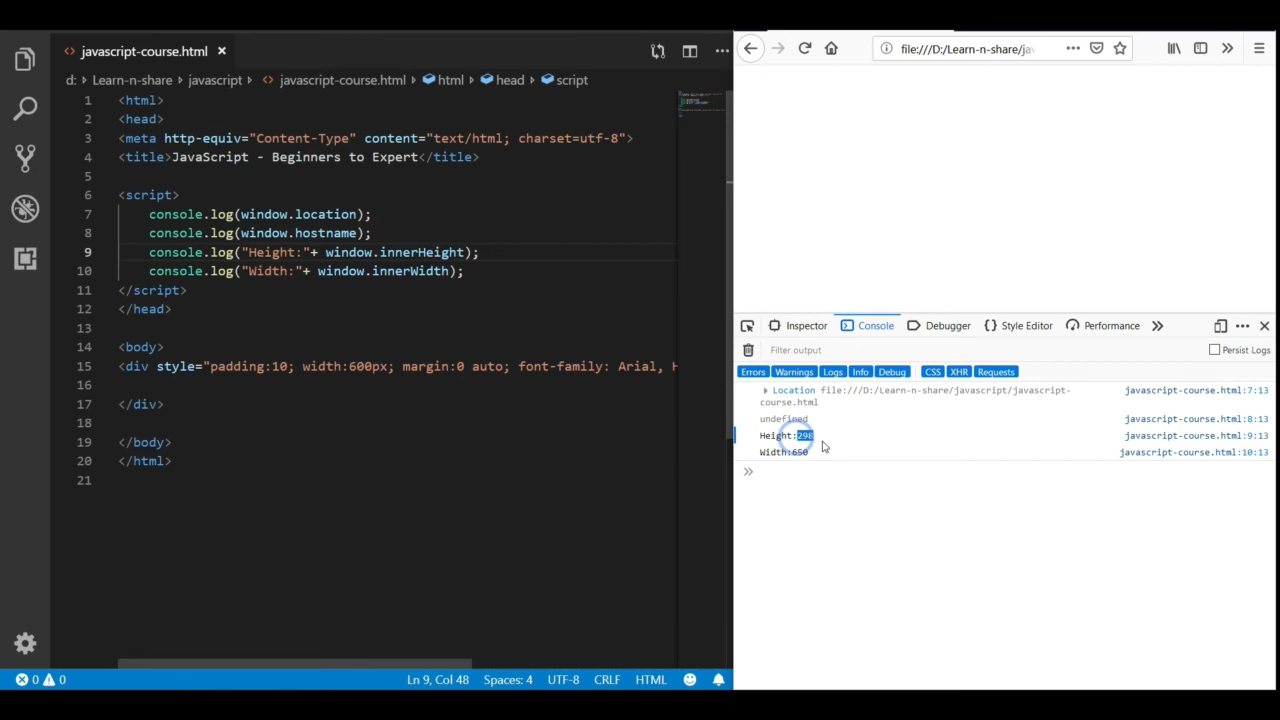 javascript-course.html ×
d: Learn-n-share javascript javascript-course.html html head script
1 <html>
2 <head>
3 <meta http-equiv="Content-Type" content="text/html; charset=utf-8">
4 <title>JavaScript - Beginners to Expert</title>
5
6 <script>
7 console.log(window.location);
8 console.log(window.hostname);
9 console.log("Height:"+ window.innerHeight);
10 console.log("Width:"+ window.innerWidth);
11 </script>
12 </head>
13
14 <body>
15 <div style="padding:10; width:600px; margin:0 auto; font-family: Arial, H
16
17 </div>
18
19 </body>
20 </html>
21
0 0 Ln 9, Col 48 Spaces: 4 UTF-8 CRLF HTML
file:///D:/Learn-n-share/jav
Inspector Console Debugger Style Editor Performance
Filter output Persist Logs
Errors Warnings Logs Info Debug CSS XHR Requests
Location file:///D:/Learn-n-share/javascript/javascript- javascript-course.html:7:13
course.html
undefined javascript-course.html:8:13
Height:298 javascript-course.html:9:13
Width:650 javascript-course.html:10:13